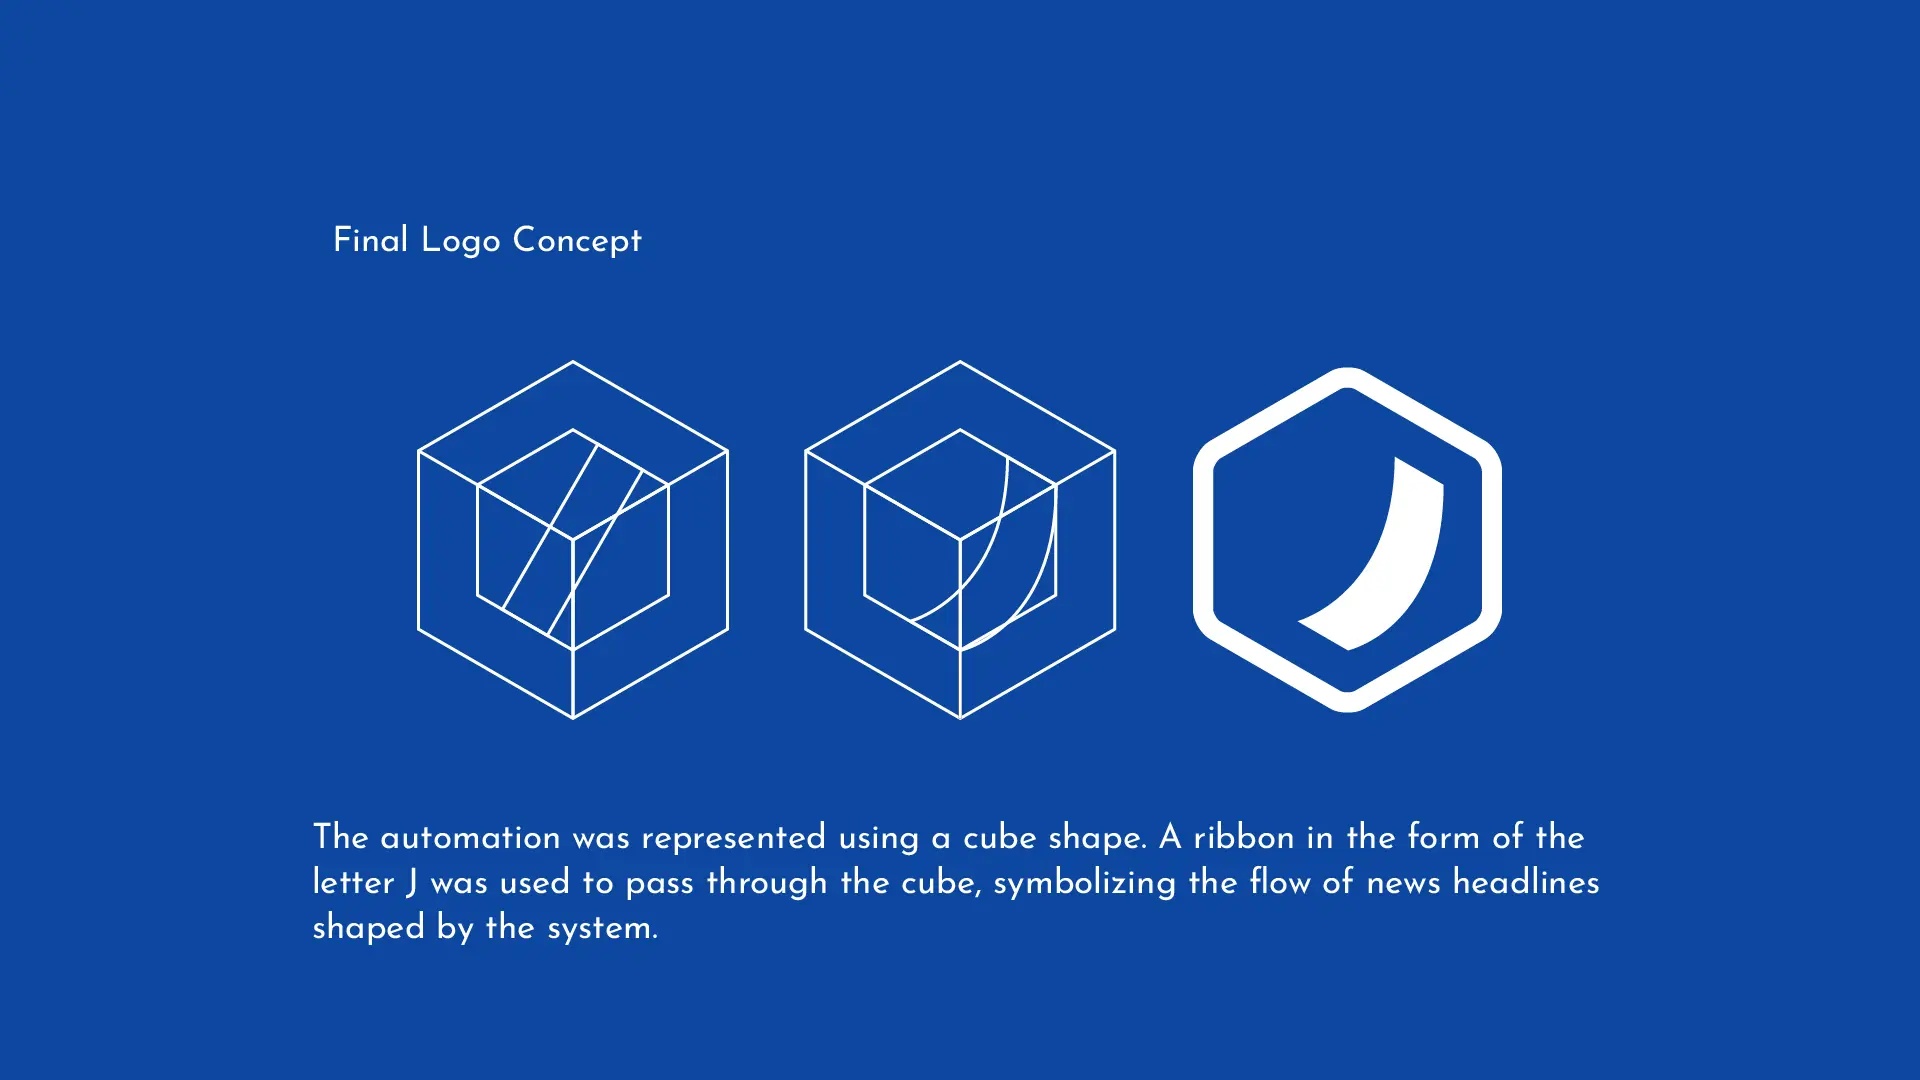 Final Logo Concept
The automation was represented using a cube shape. A ribbon in the form of the
letter J was used to pass through the cube, symbolizing the flow of news headlines
shaped by the system.